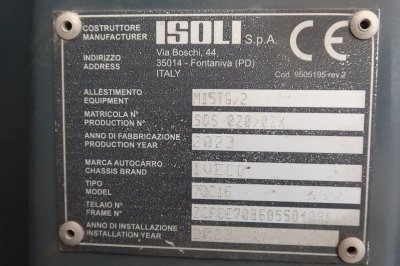 COSTRUTTORE
MANUFACTURER
ISOLI S.p.A.
INDIRIZZO
ADDRESS
Via Boschi, 44,
35014 - Fontaniva (PD)
ITALY
Cod. 9505195 rev.2
ALLESTIMENTO
EQUIPMENT
M15TG/2
MATRICOLA N°
PRODUCTION N°
ANNO DI FABBRICAZIONE
PRODUCTION YEAR
2023
MARCA AUTOCARRO
CHASSIS BRAND
IVECO
TIPO
MODEL
70C16
TELAIO N°
FRAME N°
ANNO DI INSTALLAZIONE
INSTALLATION YEAR